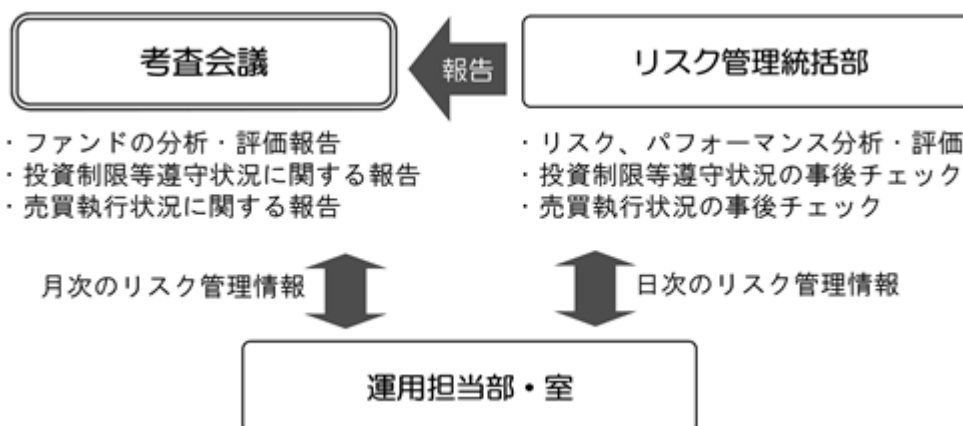 考査会議
報告
リスク管理統括部
・ファンドの分析・評価報告
・投資制限等遵守状況に関する報告
・売買執行状況に関する報告
・リスク、パフォーマンス分析・評価
・投資制限等遵守状況の事後チェック
・売買執行状況の事後チェック
月次のリスク管理情報
日次のリスク管理情報
運用担当部・室